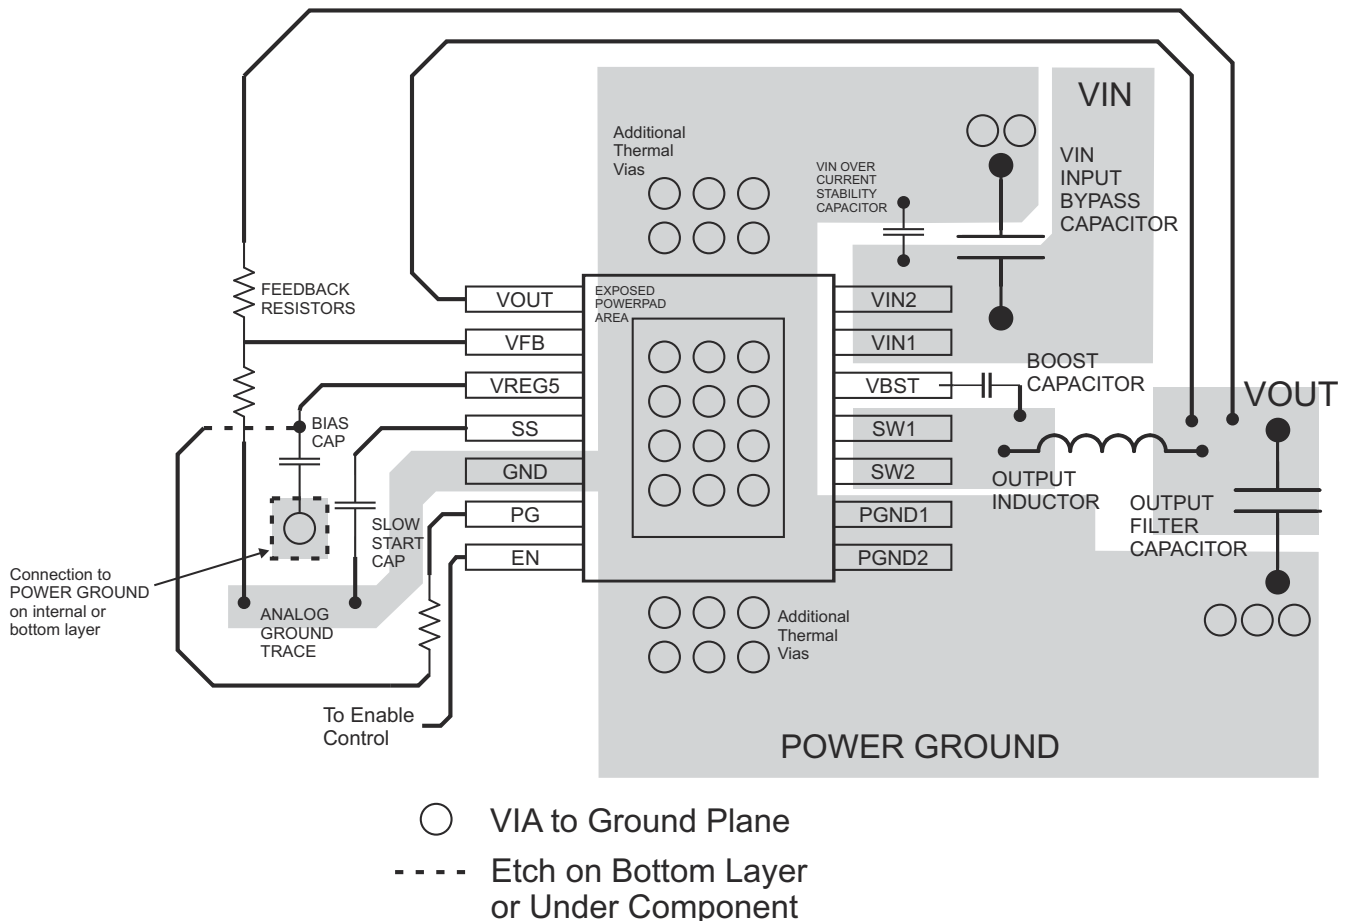 VIN
Additional
Thermal
Vias
VIN OVER
CURRENT
STABILITY
CAPACITOR
VIN
INPUT
BYPASS
CAPACITOR
FEEDBACK
RESISTORS
EXPOSED
POWERPAD
AREA
VOUT
VFB
VREG5
SS
GND
PG
EN
VIN2
VIN1
VBST
SW1
SW2
PGND1
PGND2
BOOST
CAPACITOR
VOUT
BIAS
CAP
SLOW
START
CAP
OUTPUT
INDUCTOR
OUTPUT
FILTER
CAPACITOR
Connection to
POWER GROUND
on internal or
bottom layer
ANALOG
GROUND
TRACE
Additional
Thermal
Vias
To Enable
Control
POWER GROUND
VIA to Ground Plane
Etch on Bottom Layer
or Under Component